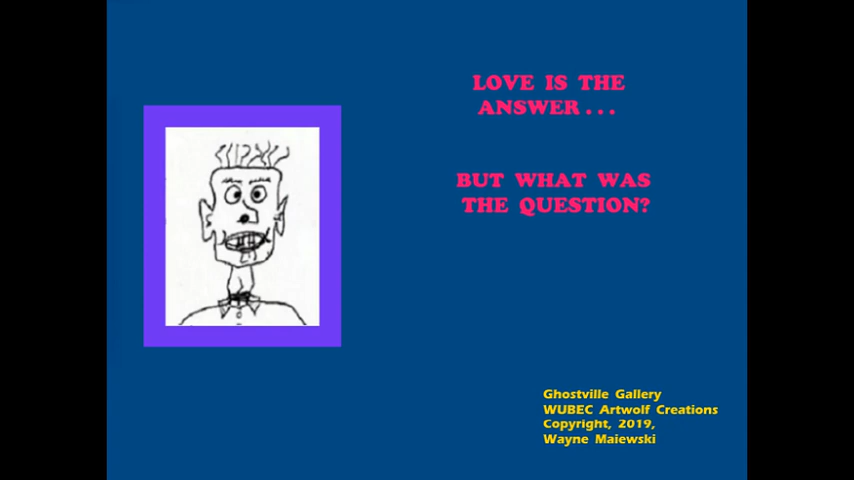 LOVE IS THE
ANSWER . . .
BUT WHAT WAS
THE QUESTION?
Ghostville Gallery
WUBEC Artwolf Creations
Copyright, 2019,
Wayne Maiewski